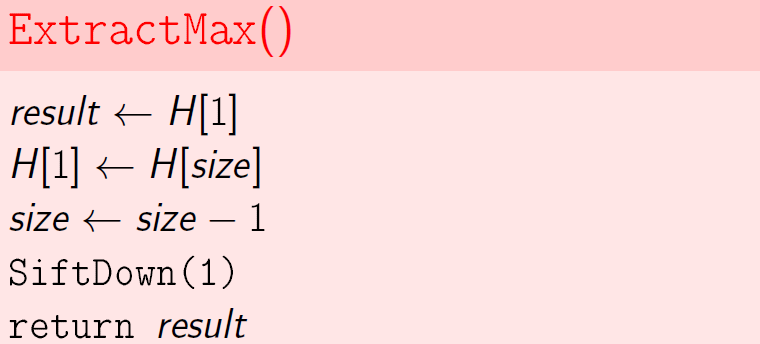 ExtractMax()
result ← H[1]
H[1] ← H[size]
size ← size − 1
SiftDown(1)
return result